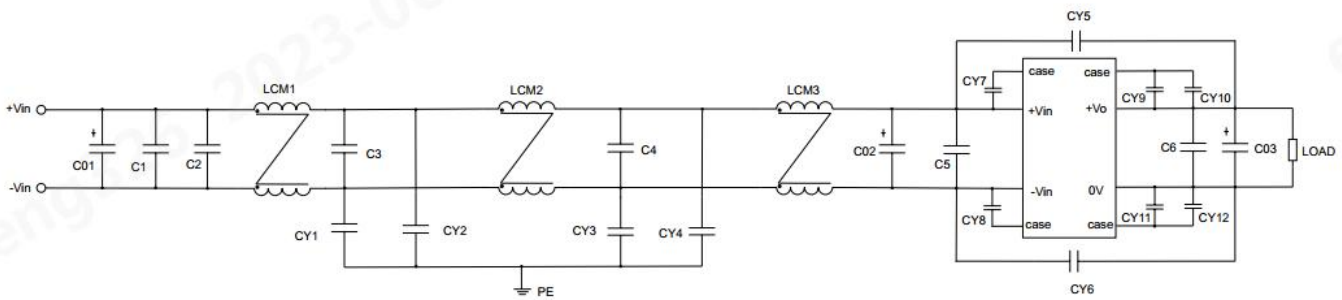 CY5
LCM1
LCM2
LCM3
CY7
case
case
CY9
CY10
+Vin
+Vin
+Vo
C01
C1
C2
C3
C4
C02
C5
C6
C03
LOAD
-Vin
-Vin
0V
CY8
case
case
CY11
CY12
CY1
CY2
CY3
CY4
PE
CY6